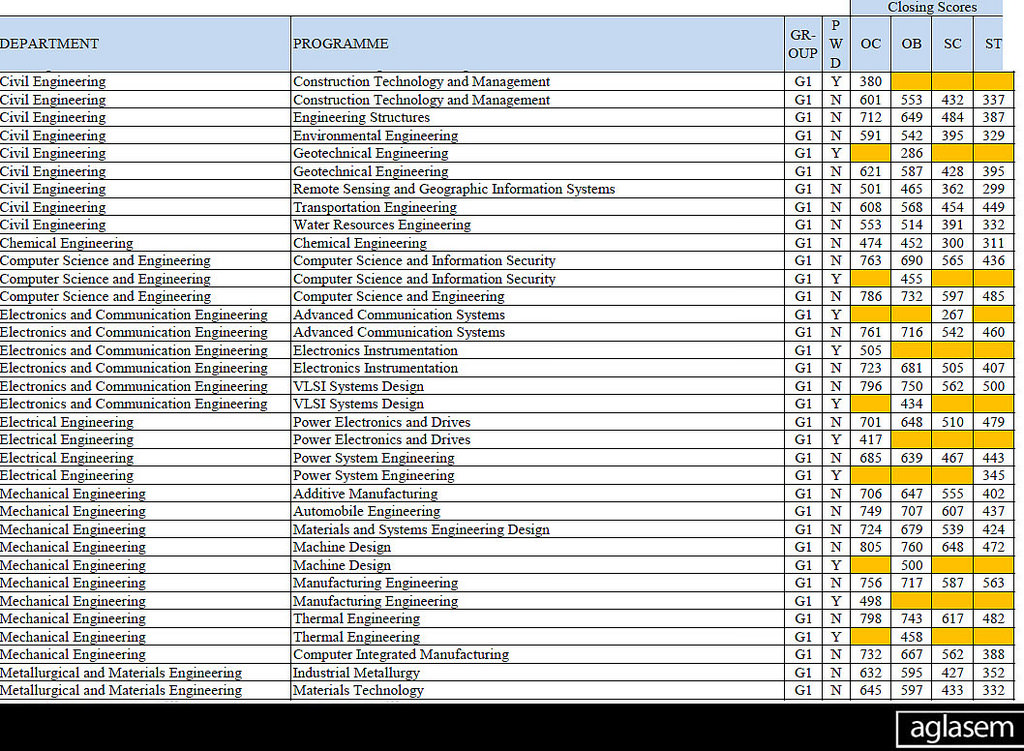 Closing Scores
DEPARTMENT PROGRAMME GR-OUP PWD OC OB SC ST
Civil Engineering Construction Technology and Management G1 Y 380
Civil Engineering Construction Technology and Management G1 N 601 553 432 337
Civil Engineering Engineering Structures G1 N 712 649 484 387
Civil Engineering Environmental Engineering G1 N 591 542 395 329
Civil Engineering Geotechnical Engineering G1 Y 286
Civil Engineering Geotechnical Engineering G1 N 621 587 428 395
Civil Engineering Remote Sensing and Geographic Information Systems G1 N 501 465 362 299
Civil Engineering Transportation Engineering G1 N 608 568 454 449
Civil Engineering Water Resources Engineering G1 N 553 514 391 332
Chemical Engineering Chemical Engineering G1 N 474 452 300 311
Computer Science and Engineering Computer Science and Information Security G1 N 763 690 565 436
Computer Science and Engineering Computer Science and Information Security G1 Y 455
Computer Science and Engineering Computer Science and Engineering G1 N 786 732 597 485
Electronics and Communication Engineering Advanced Communication Systems G1 Y 267
Electronics and Communication Engineering Advanced Communication Systems G1 N 761 716 542 460
Electronics and Communication Engineering Electronics Instrumentation G1 Y 505
Electronics and Communication Engineering Electronics Instrumentation G1 N 723 681 505 407
Electronics and Communication Engineering VLSI Systems Design G1 N 796 750 562 500
Electronics and Communication Engineering VLSI Systems Design G1 Y 434
Electrical Engineering Power Electronics and Drives G1 N 701 648 510 479
Electrical Engineering Power Electronics and Drives G1 Y 417
Electrical Engineering Power System Engineering G1 N 685 639 467 443
Electrical Engineering Power System Engineering G1 Y 345
Mechanical Engineering Additive Manufacturing G1 N 706 647 555 402
Mechanical Engineering Automobile Engineering G1 N 749 707 607 437
Mechanical Engineering Materials and Systems Engineering Design G1 N 724 679 539 424
Mechanical Engineering Machine Design G1 N 805 760 648 472
Mechanical Engineering Machine Design G1 Y 500
Mechanical Engineering Manufacturing Engineering G1 N 756 717 587 563
Mechanical Engineering Manufacturing Engineering G1 Y 498
Mechanical Engineering Thermal Engineering G1 N 798 743 617 482
Mechanical Engineering Thermal Engineering G1 Y 458
Mechanical Engineering Computer Integrated Manufacturing G1 N 732 667 562 388
Metallurgical and Materials Engineering Industrial Metallurgy G1 N 632 595 427 352
Metallurgical and Materials Engineering Materials Technology G1 N 645 597 433 332
aglasem